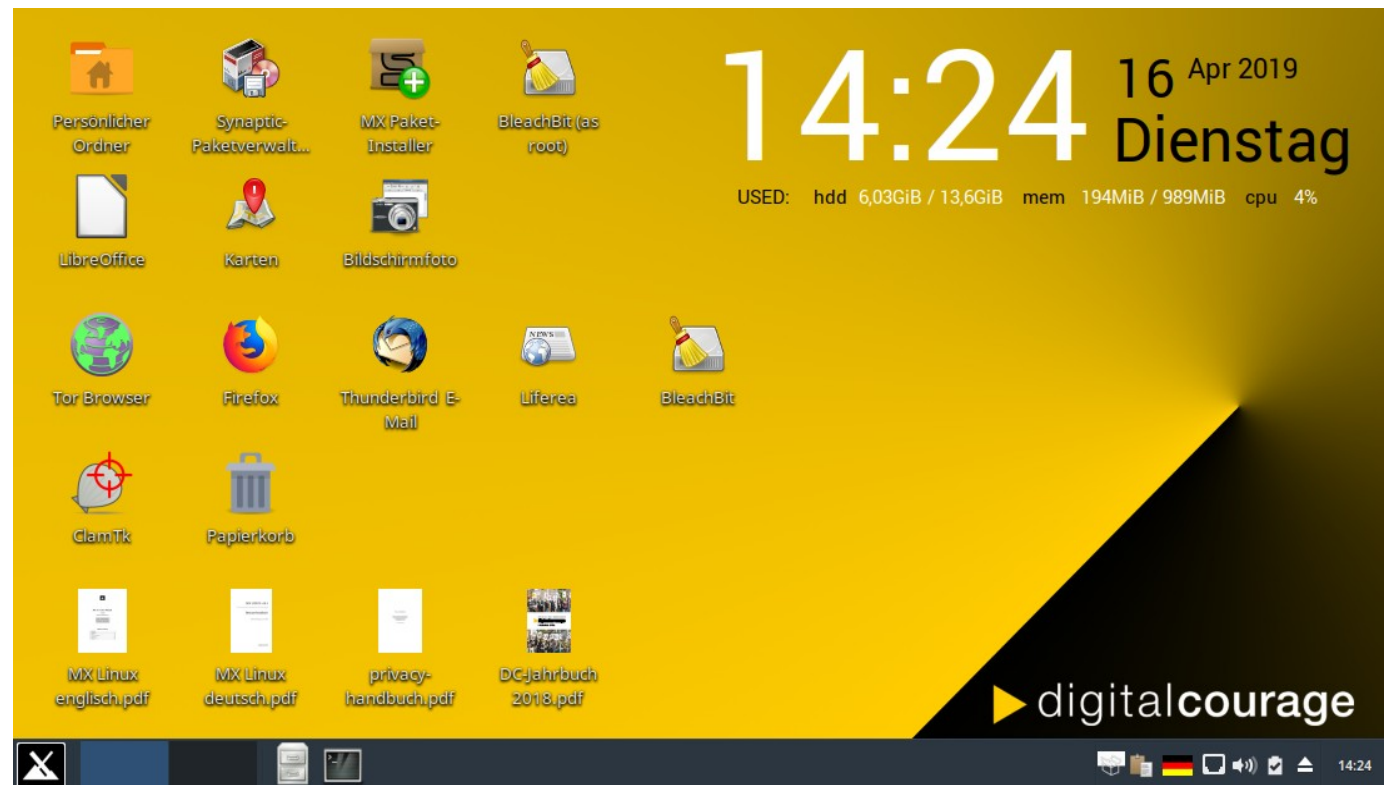 14:24
16 Apr 2019
Dienstag
USED: hdd 6,03GiB / 13,6GiB mem 194MiB / 989MiB cpu 4%
Persönlicher
Ordner
Synaptic-
Paketverwalt...
MX Paket-
Installer
BleachBit (as
root)
LibreOffice
Karten
Bildschirmfoto
Tor Browser
Firefox
Thunderbird E-
Mail
NEWS
Liferea
BleachBit
ClamTk
Papierkorb
MX Linux
englisch.pdf
MX Linux
deutsch.pdf
privacy-
handbuch.pdf
DC-Jahrbuch
2018.pdf
digitalcourage
14:24